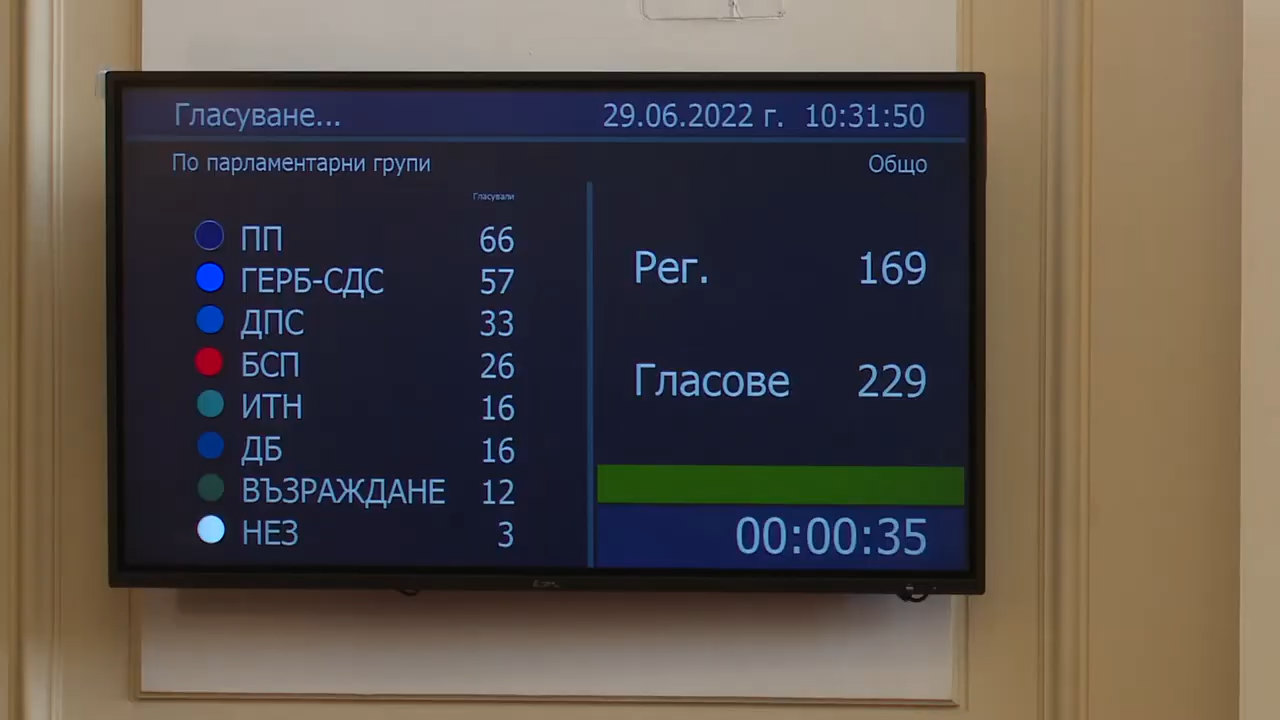 Гласуване... 29.06.2022 г. 10:31:50
По парламентарни групи Общо
Гласували
ПП 66
ГЕРБ-СДС 57
ДПС 33
БСП 26
ИТН 16
ДБ 16
ВЪЗРАЖДАНЕ 12
НЕЗ 3
Рег. 169
Гласове 229
00:00:35